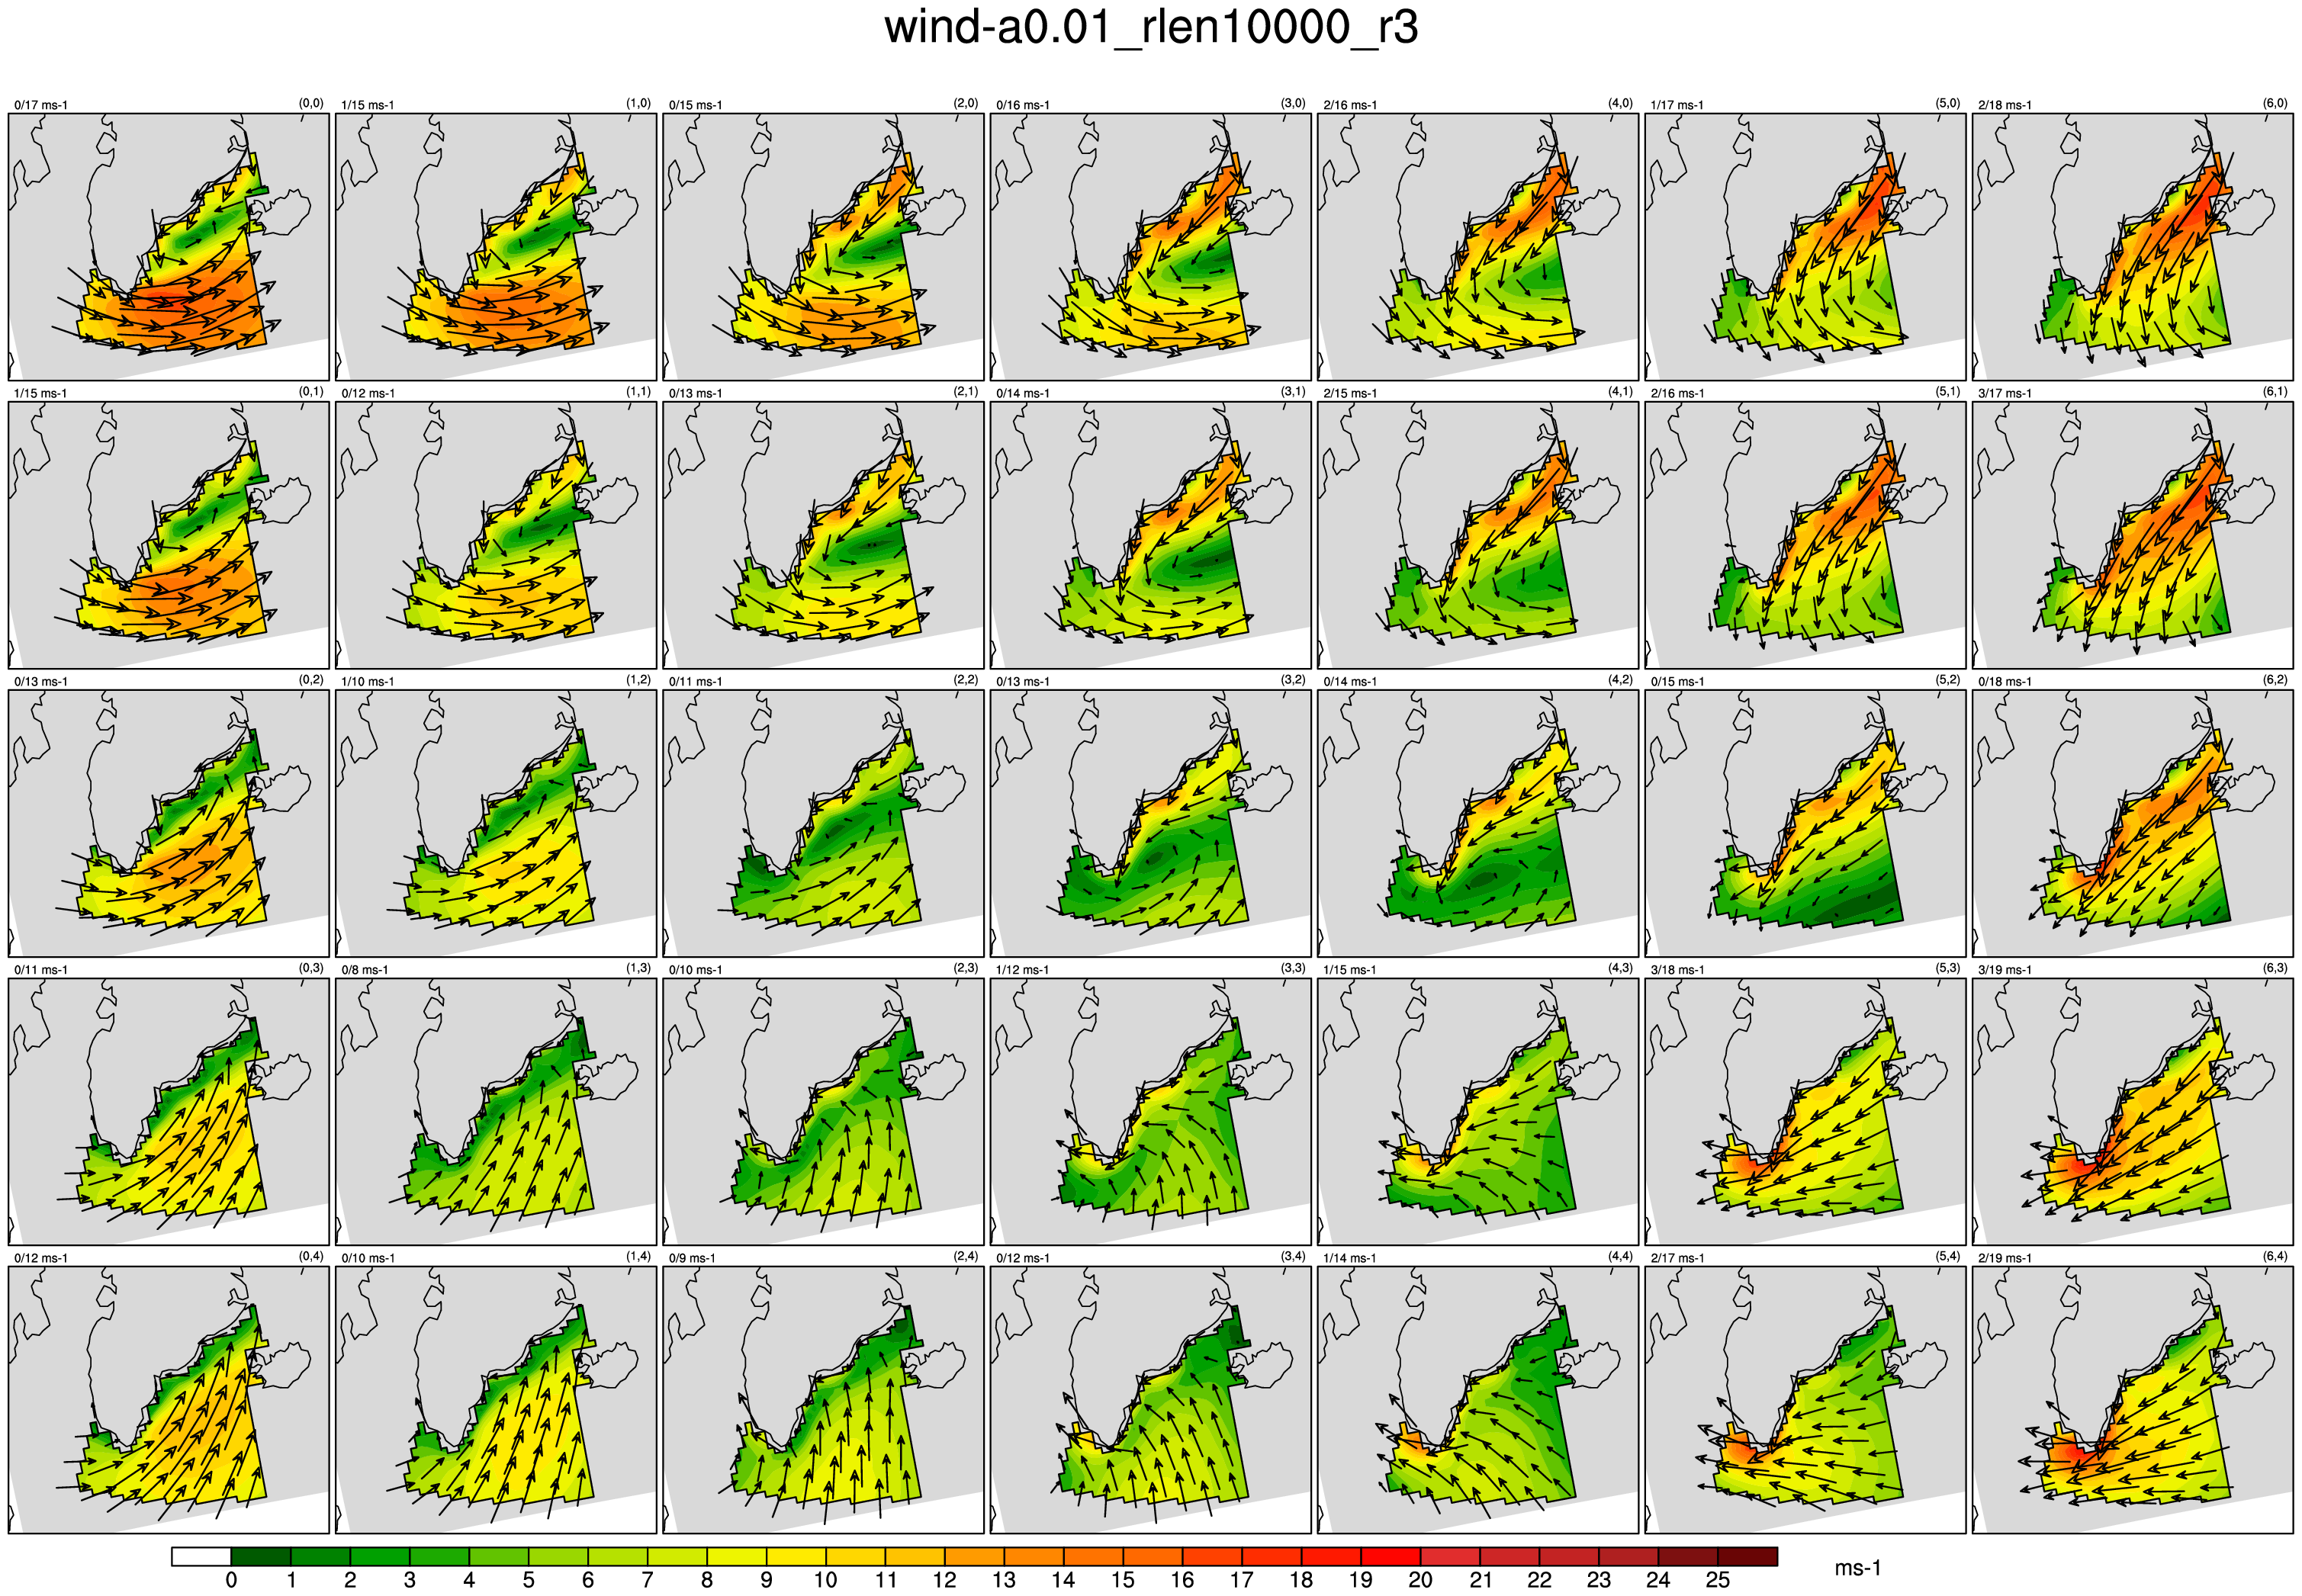 wind-a0.01_rlen10000_r3
0/17 ms-1 (0,0) 1/15 ms-1 (1,0) 0/15 ms-1 (2,0) 0/16 ms-1 (3,0) 2/16 ms-1 (4,0) 1/17 ms-1 (5,0) 2/18 ms-1 (6,0)
1/15 ms-1 (0,1) 0/12 ms-1 (1,1) 0/13 ms-1 (2,1) 0/14 ms-1 (3,1) 2/15 ms-1 (4,1) 2/16 ms-1 (5,1) 3/17 ms-1 (6,1)
0/13 ms-1 (0,2) 1/10 ms-1 (1,2) 0/11 ms-1 (2,2) 0/13 ms-1 (3,2) 0/14 ms-1 (4,2) 0/15 ms-1 (5,2) 0/18 ms-1 (6,2)
0/11 ms-1 (0,3) 0/8 ms-1 (1,3) 0/10 ms-1 (2,3) 1/12 ms-1 (3,3) 1/15 ms-1 (4,3) 3/18 ms-1 (5,3) 3/19 ms-1 (6,3)
0/12 ms-1 (0,4) 0/10 ms-1 (1,4) 0/9 ms-1 (2,4) 0/12 ms-1 (3,4) 1/14 ms-1 (4,4) 2/17 ms-1 (5,4) 2/19 ms-1 (6,4)
0 1 2 3 4 5 6 7 8 9 10 11 12 13 14 15 16 17 18 19 20 21 22 23 24 25 ms-1